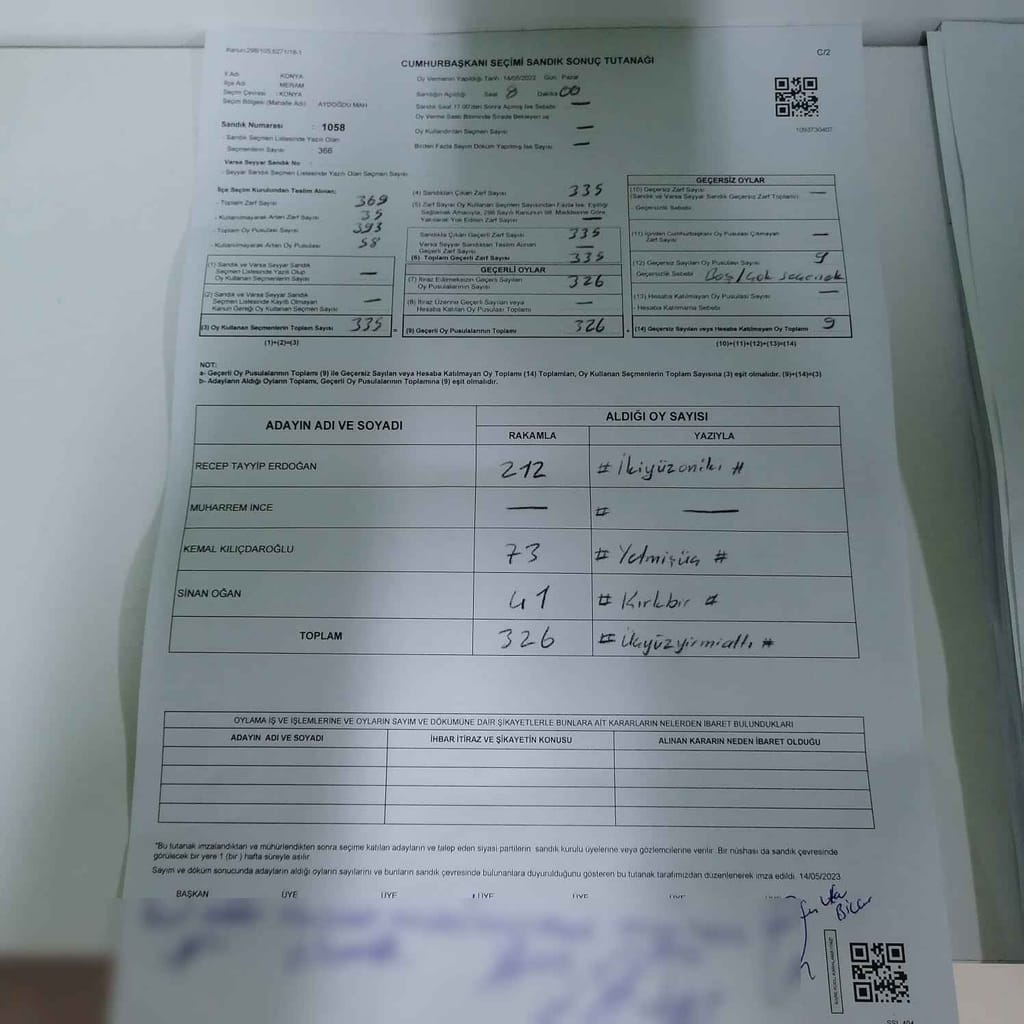 Kanun:298/105,6271/18-1
C/2
CUMHURBAŞKANI SEÇİMİ SANDIK SONUÇ TUTANAĞI
İl Adı : KONYA
İlçe Adı : MERAM
Seçim Çevresi : KONYA
Seçim Bölgesi (Mahalle Adı) : AYDOĞDU MAH
Sandık Numarası : 1058
- Sandık Seçmen Listesinde Yazılı Olan
Seçmenlerin Sayısı : 366
Varsa Seyyar Sandık No
- Seyyar Sandık Seçmen Listesinde Yazılı Olan Seçmen Sayısı
Oy Vermenin Yapıldığı Tarih :14/05/2023 Gün : Pazar
Sandığın Açıldığı Saat 8 Dakika 00
Sandık Saat 17.00'den Sonra Açılmış İse Sebebi : —
Oy Verme Saati Bitiminde Sırada Bekleyen ve
Oy Kullandırılan Seçmen Sayısı —
Birden Fazla Sayım Döküm Yapılmış İse Sayısı : —
1093730407
İlçe Seçim Kurulundan Teslim Alınan;
- Toplam Zarf Sayısı 369
- Kullanılmayarak Artan Zarf Sayısı 35
- Toplam Oy Pusulası Sayısı 393
- Kullanılmayarak Artan Oy Pusulası 58
(1) Sandık ve Varsa Seyyar Sandık
Seçmen Listesinde Yazılı Olup
Oy Kullanan Seçmenlerin Sayısı —
(2) Sandık ve Varsa Seyyar Sandık
Seçmen Listesinde Kayıtlı Olmayan
Kanun Gereği Oy Kullanan Seçmen Sayısı —
(3) Oy Kullanan Seçmenlerin Toplam Sayısı 335 =
(1)+(2)=(3)
(4) Sandıktan Çıkan Zarf Sayısı 335
(5) Zarf Sayısı Oy Kullanan Seçmen Sayısından Fazla İse; Eşitliği
Sağlamak Amacıyla, 298 Sayılı Kanunun 98. Maddesine Göre
Yakılarak Yok Edilen Zarf Sayısı —
Sandıkta Çıkan Geçerli Zarf Sayısı 335
Varsa Seyyar Sandıktan Teslim Alınan
Geçerli Zarf Sayısı —
(6) Toplam Geçerli Zarf Sayısı 335
GEÇERLİ OYLAR
(7) İtiraz Edilmeksizin Geçerli Sayılan
Oy Pusulalarının Sayısı 326
(8) İtiraz Üzerine Geçerli Sayılan veya
Hesaba Katılan Oy Pusulası Toplamı —
(9) Geçerli Oy Pusulalarının Toplamı 326 +
GEÇERSİZ OYLAR
(10) Geçersiz Zarf Sayısı —
(Sandık ve Varsa Seyyar Sandık Geçersiz Zarf Toplamı)
- Geçersizlik Sebebi
(11) İçinden Cumhurbaşkanı Oy Pusulası Çıkmayan
Zarf Sayısı —
(12) Geçersiz Sayılan Oy Pusulası Sayısı 9
Geçersizlik Sebebi Boş/Çok seçenek
(13) Hesaba Katılmayan Oy Pusulası Sayısı —
- Hesaba Katılmama Sebebi
(14) Geçersiz Sayılan veya Hesaba Katılmayan Oy Toplamı 9
(10)+(11)+(12)+(13)=(14)
NOT:
a- Geçerli Oy Pusulalarının Toplamı (9) ile Geçersiz Sayılan veya Hesaba Katılmayan Oy Toplamı (14) Toplamları, Oy Kullanan Seçmenlerin Toplam Sayısına (3) eşit olmalıdır. (9)+(14)=(3)
b- Adayların Aldığı Oyların Toplamı, Geçerli Oy Pusulalarının Toplamına (9) eşit olmalıdır.
ADAYIN ADI VE SOYADI
ALDIĞI OY SAYISI
RAKAMLA YAZIYLA
RECEP TAYYİP ERDOĞAN 212 # İkiyüzoniki #
MUHARREM İNCE — # —
KEMAL KILIÇDAROĞLU 73 # Yetmişüç #
SİNAN OĞAN 41 # Kırkbir #
TOPLAM 326 # Üçyüzyirmialtı #
OYLAMA İŞ VE İŞLEMLERİNE VE OYLARIN SAYIM VE DÖKÜMÜNE DAİR ŞİKAYETLERLE BUNLARA AİT KARARLARIN NELERDEN İBARET BULUNDUKLARI
ADAYIN ADI VE SOYADI İHBAR İTİRAZ VE ŞİKAYETİN KONUSU ALINAN KARARIN NEDEN İBARET OLDUĞU
*Bu tutanak imzalandıktan ve mühürlendikten sonra seçime katılan adayların ve talep eden siyasi partilerin sandık kurulu üyelerine veya gözlemcilerine verilir. Bir nüshası da sandık çevresinde
görülecek bir yere 1 (bir ) hafta süreyle asılır.
Sayım ve döküm sonucunda adayların aldığı oyların sayılarını ve bunların sandık çevresinde bulunanlara duyurulduğunu gösteren bu tutanak tarafımızdan düzenlenerek imza edildi. 14/05/2023
BAŞKAN ÜYE ÜYE ÜYE ÜYE ÜYE